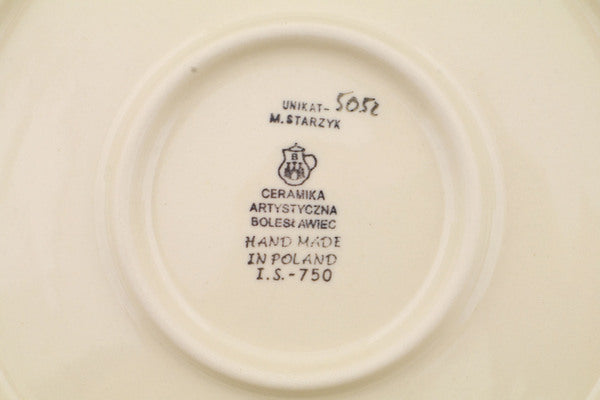 UNIKAT- 5052
M. STARZYK
B
CERAMIKA
ARTYSTYCZNA
BOLESŁAWIEC
HAND MADE
IN POLAND
I.S.-750